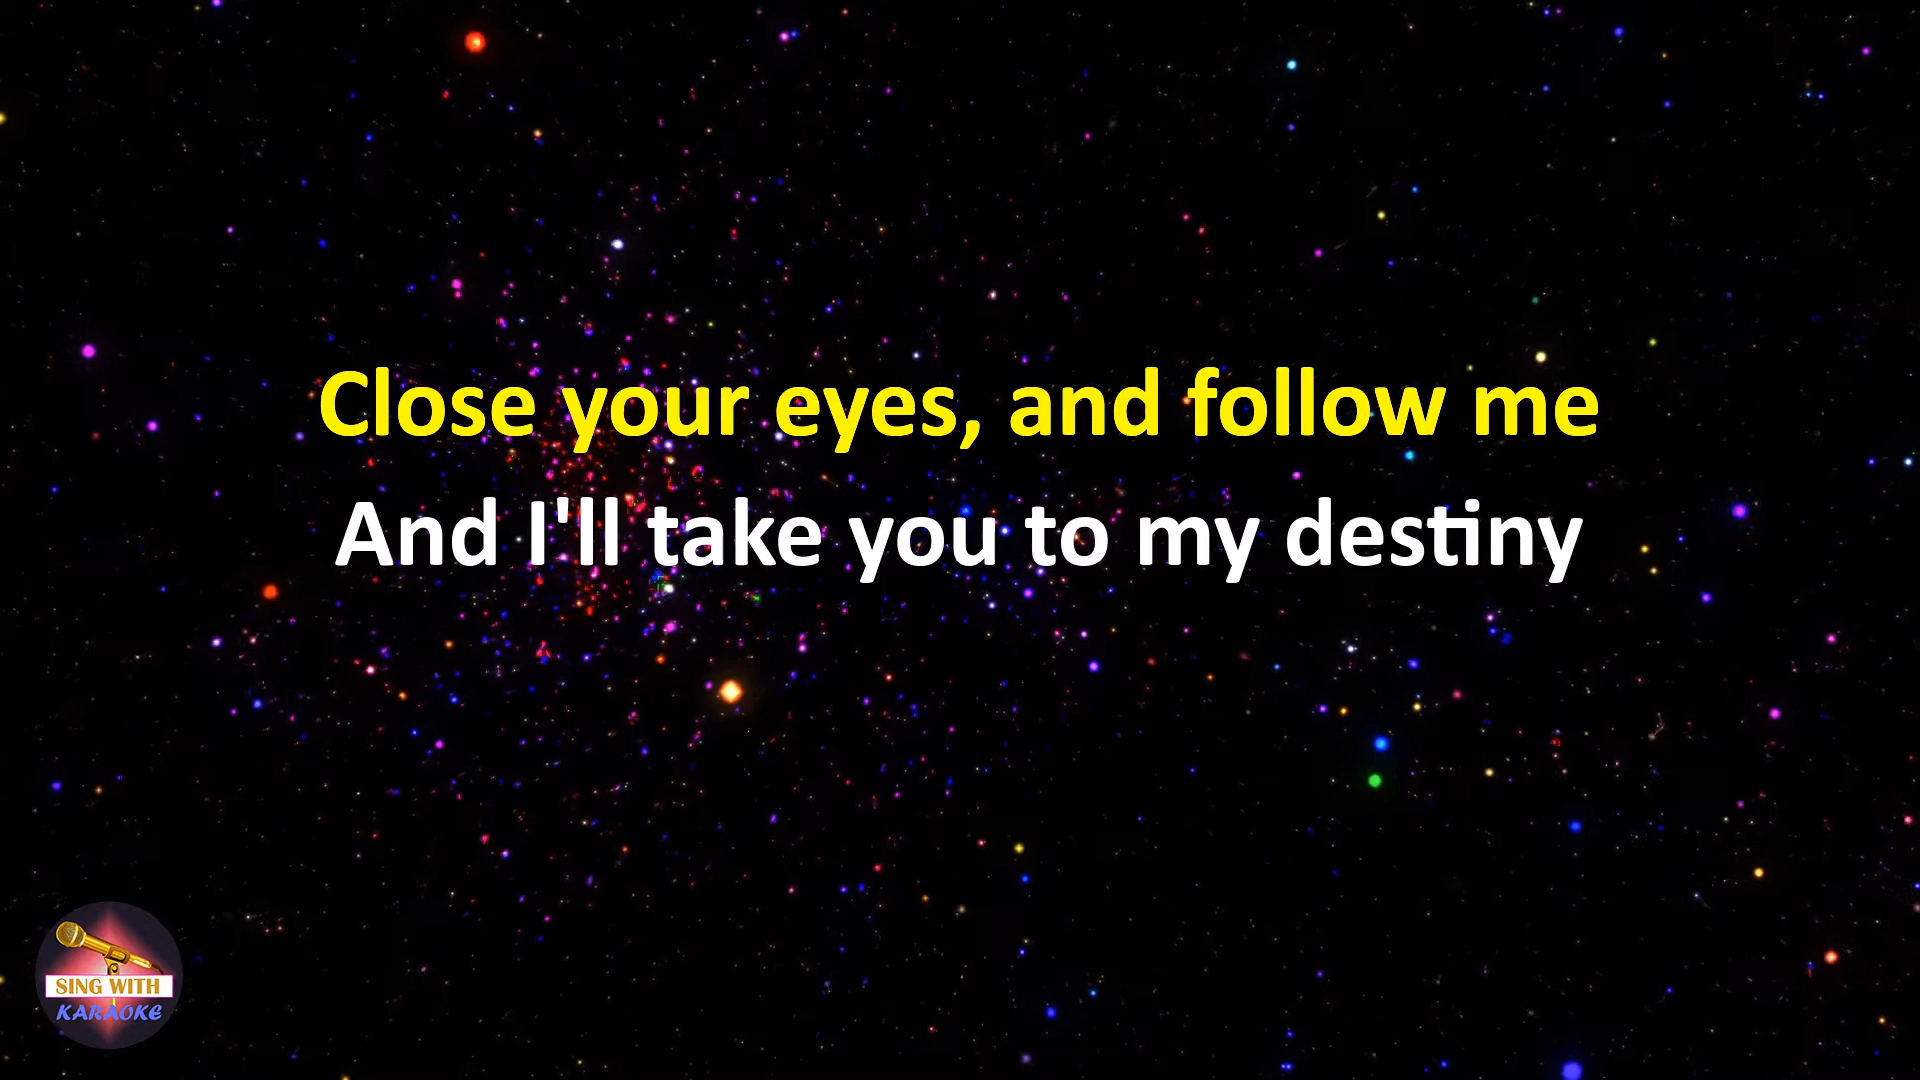 Close your eyes, and follow me
And I'll take you to my destiny
SING WITH
KARAOKE